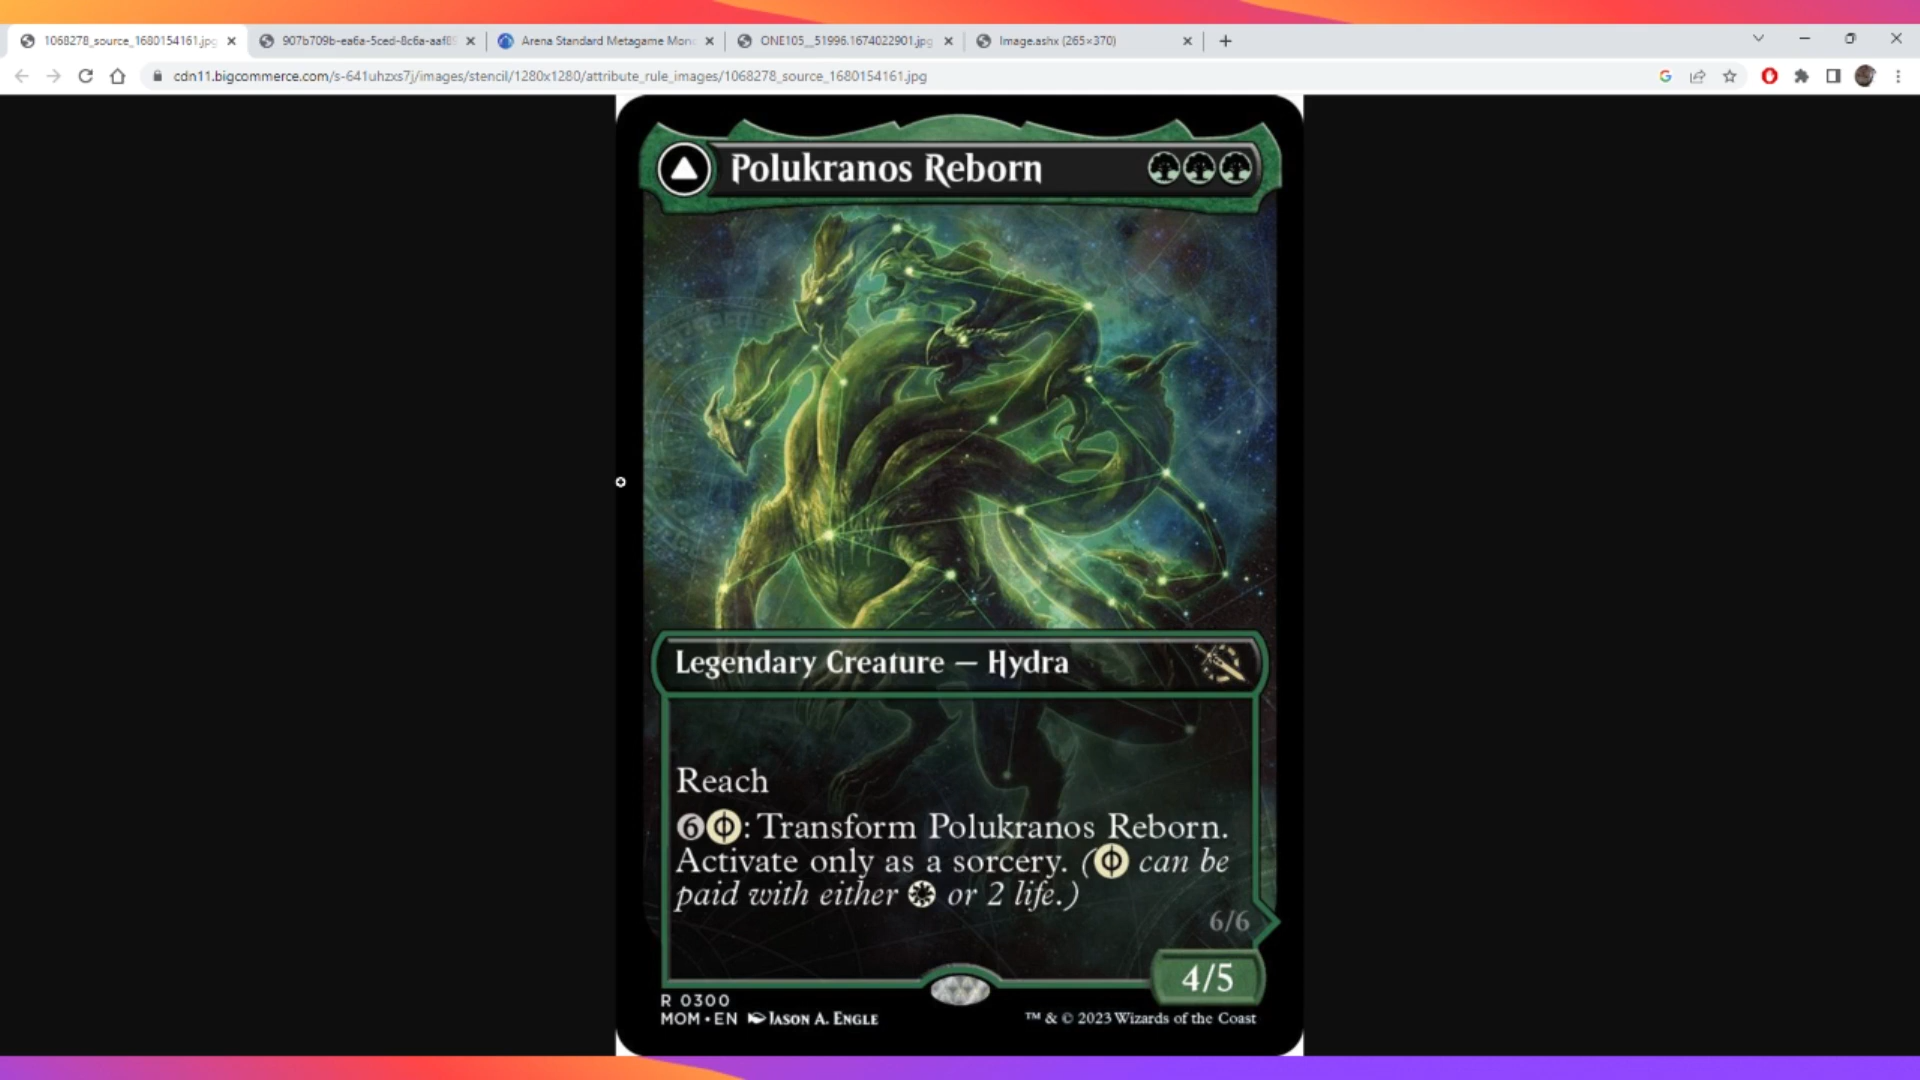 1068278_source_1680154161.jpg
907b709b-ea6a-5ced-8c6a-aaf8
Arena Standard Metagame Mon
ONE105__51996.1674022901.jpg
Image.ashx (265×370)
cdn11.bigcommerce.com/s-641uhzxs7j/images/stencil/1280x1280/attribute_rule_images/1068278_source_1680154161.jpg
Polukranos Reborn
Legendary Creature — Hydra
Reach
6: Transform Polukranos Reborn.
Activate only as a sorcery. ( can be
paid with either or 2 life.)
6/6
4/5
R 0300
MOM • EN Jason A. Engle
™ & © 2023 Wizards of the Coast